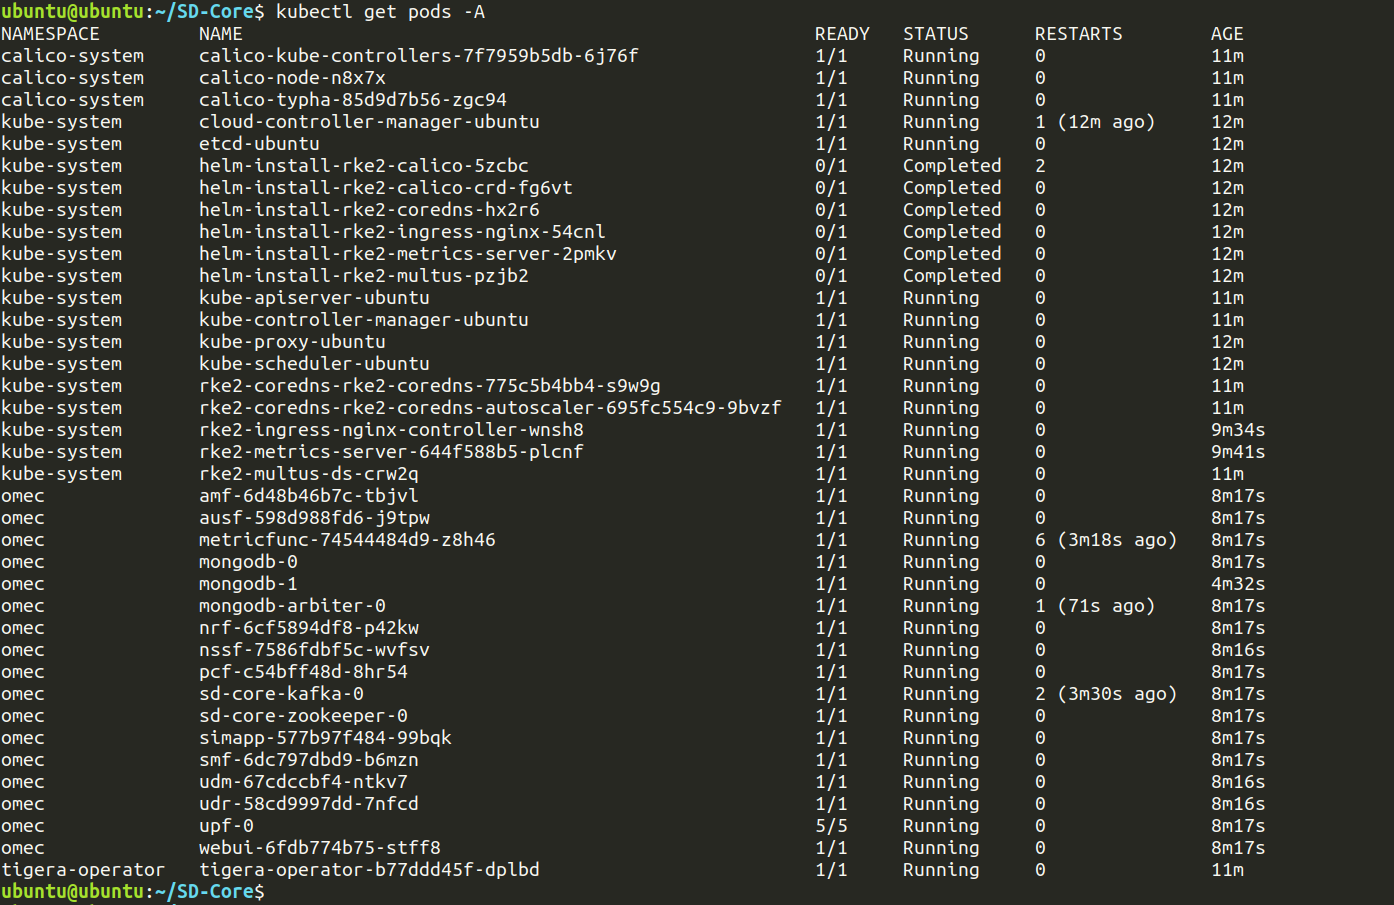 ubuntu@ubuntu:~/SD-Core$ kubectl get pods -A
NAMESPACE NAME READY STATUS RESTARTS AGE
calico-system calico-kube-controllers-7f7959b5db-6j76f 1/1 Running 0 11m
calico-system calico-node-n8x7x 1/1 Running 0 11m
calico-system calico-typha-85d9d7b56-zgc94 1/1 Running 0 11m
kube-system cloud-controller-manager-ubuntu 1/1 Running 1 (12m ago) 12m
kube-system etcd-ubuntu 1/1 Running 0 12m
kube-system helm-install-rke2-calico-5zcbc 0/1 Completed 2 12m
kube-system helm-install-rke2-calico-crd-fg6vt 0/1 Completed 0 12m
kube-system helm-install-rke2-coredns-hx2r6 0/1 Completed 0 12m
kube-system helm-install-rke2-ingress-nginx-54cnl 0/1 Completed 0 12m
kube-system helm-install-rke2-metrics-server-2pmkv 0/1 Completed 0 12m
kube-system helm-install-rke2-multus-pzjb2 0/1 Completed 0 12m
kube-system kube-apiserver-ubuntu 1/1 Running 0 11m
kube-system kube-controller-manager-ubuntu 1/1 Running 0 11m
kube-system kube-proxy-ubuntu 1/1 Running 0 12m
kube-system kube-scheduler-ubuntu 1/1 Running 0 12m
kube-system rke2-coredns-rke2-coredns-775c5b4bb4-s9w9g 1/1 Running 0 11m
kube-system rke2-coredns-rke2-coredns-autoscaler-695fc554c9-9bvzf 1/1 Running 0 11m
kube-system rke2-ingress-nginx-controller-wnsh8 1/1 Running 0 9m34s
kube-system rke2-metrics-server-644f588b5-plcnf 1/1 Running 0 9m41s
kube-system rke2-multus-ds-crw2q 1/1 Running 0 11m
omec amf-6d48b46b7c-tbjvl 1/1 Running 0 8m17s
omec ausf-598d988fd6-j9tpw 1/1 Running 0 8m17s
omec metricfunc-74544484d9-z8h46 1/1 Running 6 (3m18s ago) 8m17s
omec mongodb-0 1/1 Running 0 8m17s
omec mongodb-1 1/1 Running 0 4m32s
omec mongodb-arbiter-0 1/1 Running 1 (71s ago) 8m17s
omec nrf-6cf5894df8-p42kw 1/1 Running 0 8m17s
omec nssf-7586fdbf5c-wvfsv 1/1 Running 0 8m16s
omec pcf-c54bff48d-8hr54 1/1 Running 0 8m17s
omec sd-core-kafka-0 1/1 Running 2 (3m30s ago) 8m17s
omec sd-core-zookeeper-0 1/1 Running 0 8m17s
omec simapp-577b97f484-99bqk 1/1 Running 0 8m17s
omec smf-6dc797dbd9-b6mzn 1/1 Running 0 8m17s
omec udm-67cdccbf4-ntkv7 1/1 Running 0 8m16s
omec udr-58cd9997dd-7nfcd 1/1 Running 0 8m16s
omec upf-0 5/5 Running 0 8m17s
omec webui-6fdb774b75-stff8 1/1 Running 0 8m17s
tigera-operator tigera-operator-b77ddd45f-dplbd 1/1 Running 0 11m
ubuntu@ubuntu:~/SD-Core$